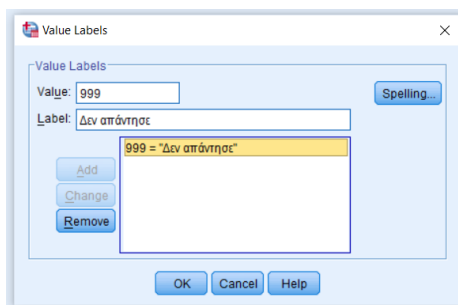 Value Labels
Value Labels
Value: 999
Spelling...
Label: Δεν απάντησε
999 = "Δεν απάντησε"
Add
Change
Remove
OK Cancel Help